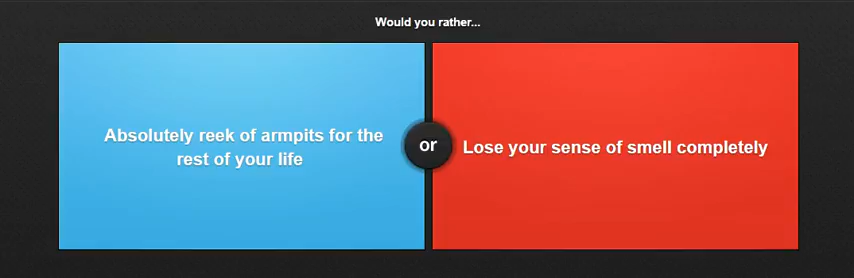 Would you rather...
Absolutely reek of armpits for the
rest of your life
or
Lose your sense of smell completely